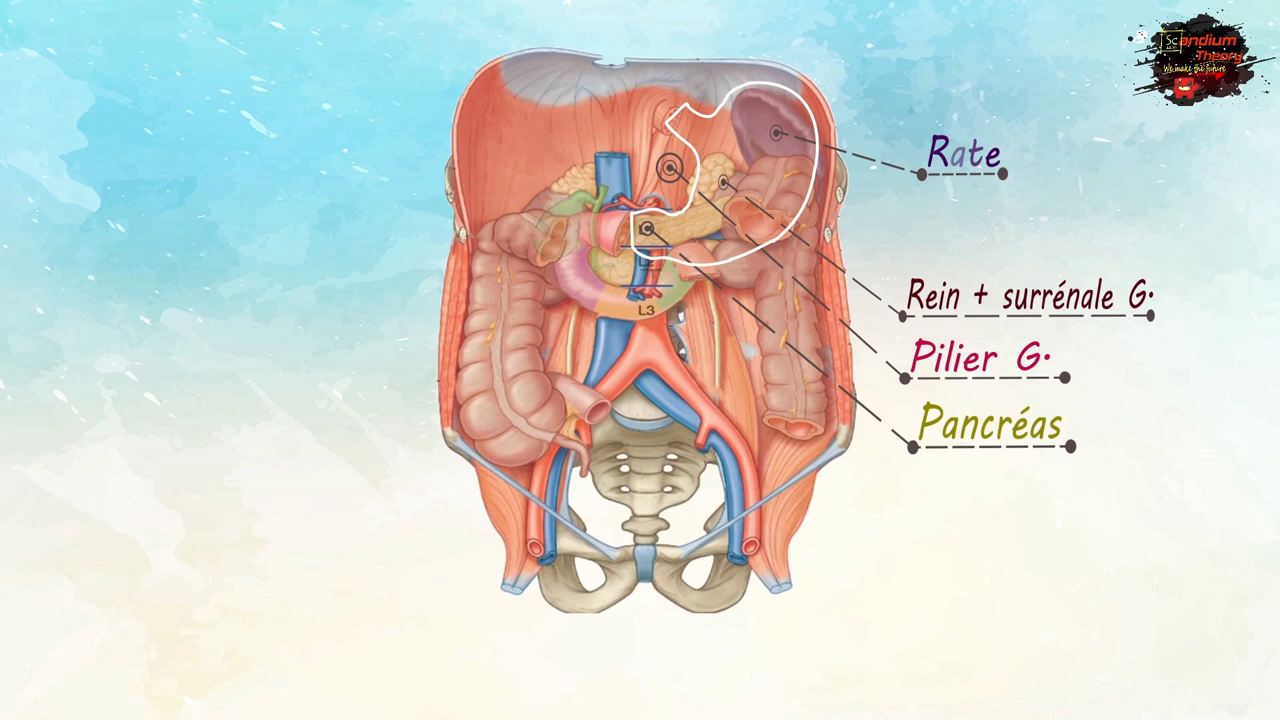 Scandium
Theory
We make the future
Rate
Rein + surrénale G.
L3
Pilier G.
Pancréas